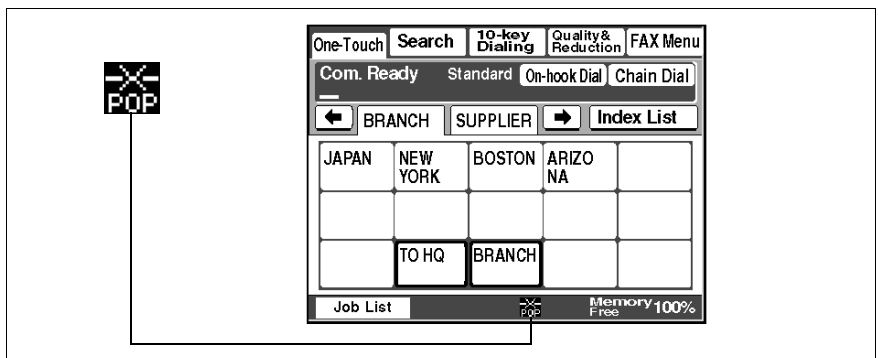 POP
One-Touch Search 10-key Dialing Quality & Reduction FAX Menu
Com. Ready Standard On-hook Dial Chain Dial
BRANCH SUPPLIER Index List
JAPAN NEW YORK BOSTON ARIZO NA
TO HQ BRANCH
Job List POP Memory Free 100%